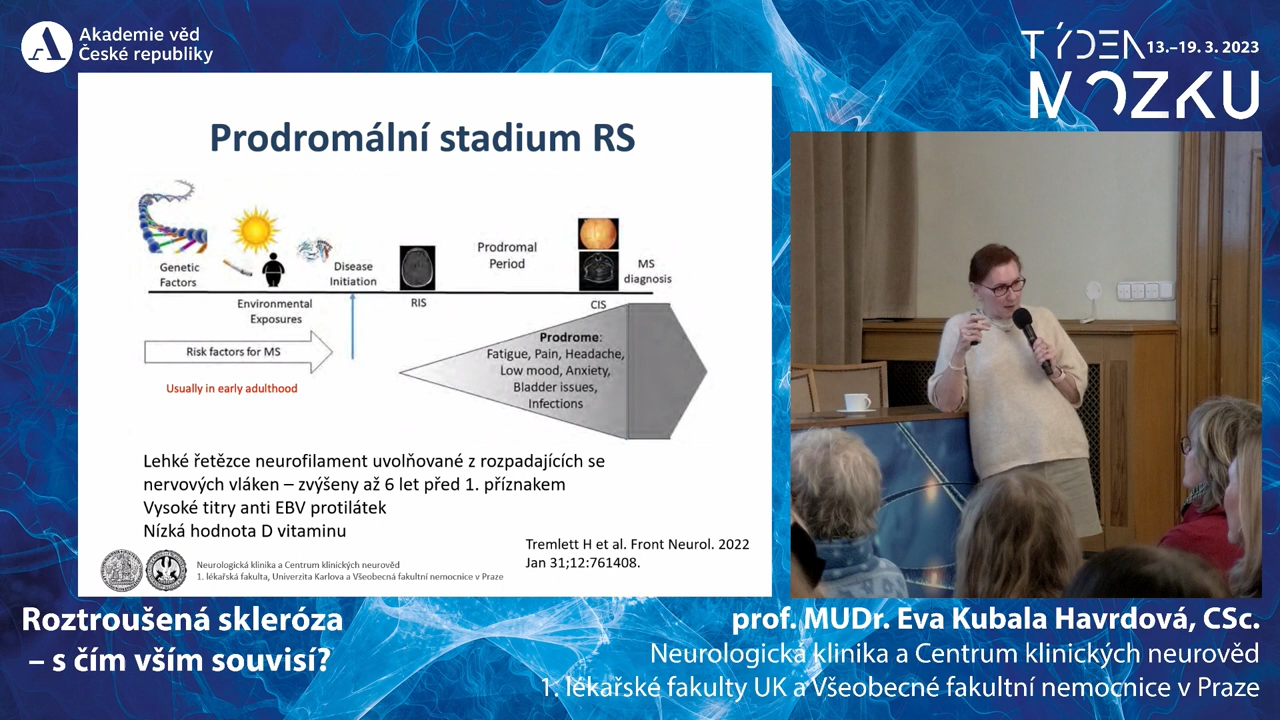 Akademie věd
České republiky
TÝDEN 13.–19. 3. 2023
MOZKU
Prodromální stadium RS
Genetic
Factors
Environmental
Exposures
Disease
Initiation
RIS
Prodromal
Period
CIS
MS
diagnosis
Risk factors for MS
Usually in early adulthood
Prodrome:
Fatigue, Pain, Headache,
Low mood, Anxiety,
Bladder issues,
Infections
Lehké řetězce neurofilament uvolňované z rozpadajících se
nervových vláken – zvýšeny až 6 let před 1. příznakem
Vysoké titry anti EBV protilátek
Nízká hodnota D vitaminu
Tremlett H et al. Front Neurol. 2022
Jan 31;12:761408.
Neurologická klinika a Centrum klinických neurověd
1. lékařská fakulta, Univerzita Karlova a Všeobecná fakultní nemocnice v Praze
Roztroušená skleróza
– s čím vším souvisí?
prof. MUDr. Eva Kubala Havrdová, CSc.
Neurologická klinika a Centrum klinických neurověd
1. lékařské fakulty UK a Všeobecné fakultní nemocnice v Praze